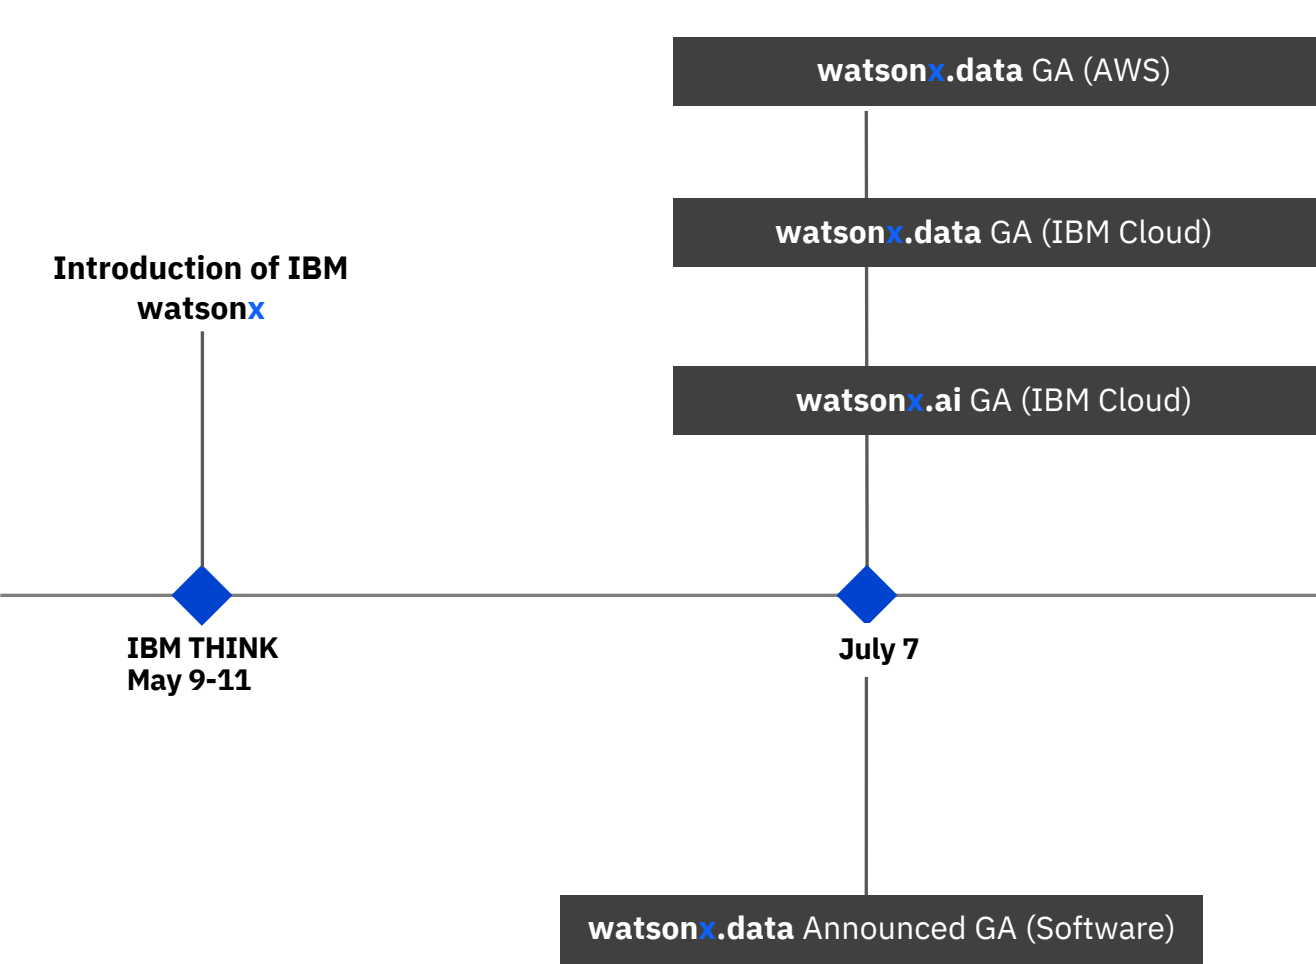 watsonx.data GA (AWS)
watsonx.data GA (IBM Cloud)
Introduction of IBM
watsonx
watsonx.ai GA (IBM Cloud)
IBM THINK
May 9-11
July 7
watsonx.data Announced GA (Software)